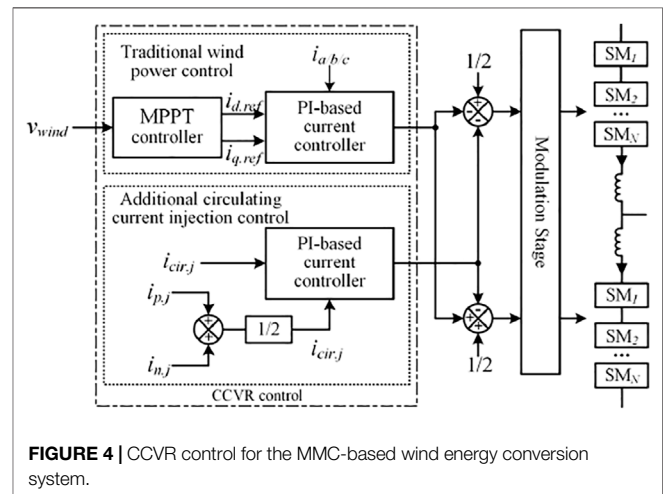 Traditional wind
power control
i_{a/b/c}
1/2
v_{wind}
MPPT
controller
i_{d.ref}
i_{q.ref}
PI-based
current
controller
Additional circulating
current injection control
i_{cir.j}
PI-based
current
controller
i_{p.j}
1/2
i_{cir.j}
i_{n.j}
CCVR control
1/2
Modulation Stage
SM_1
SM_2
...
SM_N
SM_1
SM_2
...
SM_N
FIGURE 4 | CCVR control for the MMC-based wind energy conversion
system.